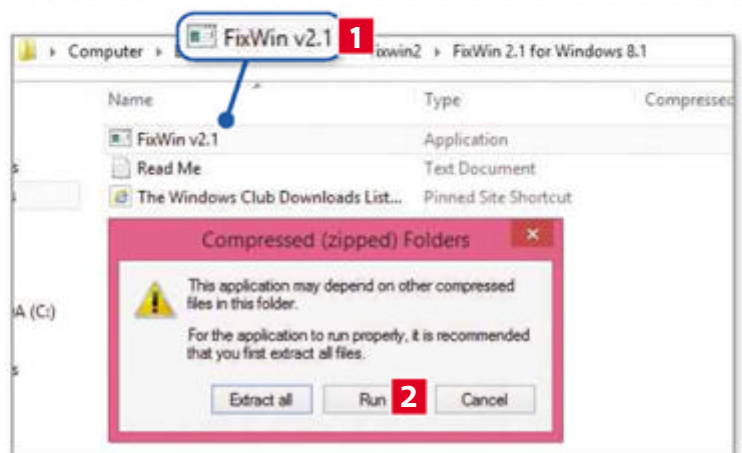 FixWin v2.1 1
Computer ixwin2 FixWin 2.1 for Windows 8.1
Name Type Compressed
FixWin v2.1 Application
Read Me Text Document
The Windows Club Downloads List... Pinned Site Shortcut
Compressed (zipped) Folders
This application may depend on other compressed
files in this folder.
A (C:)
For the application to run properly, it is recommended
that you first extract all files.
Extract all Run 2 Cancel